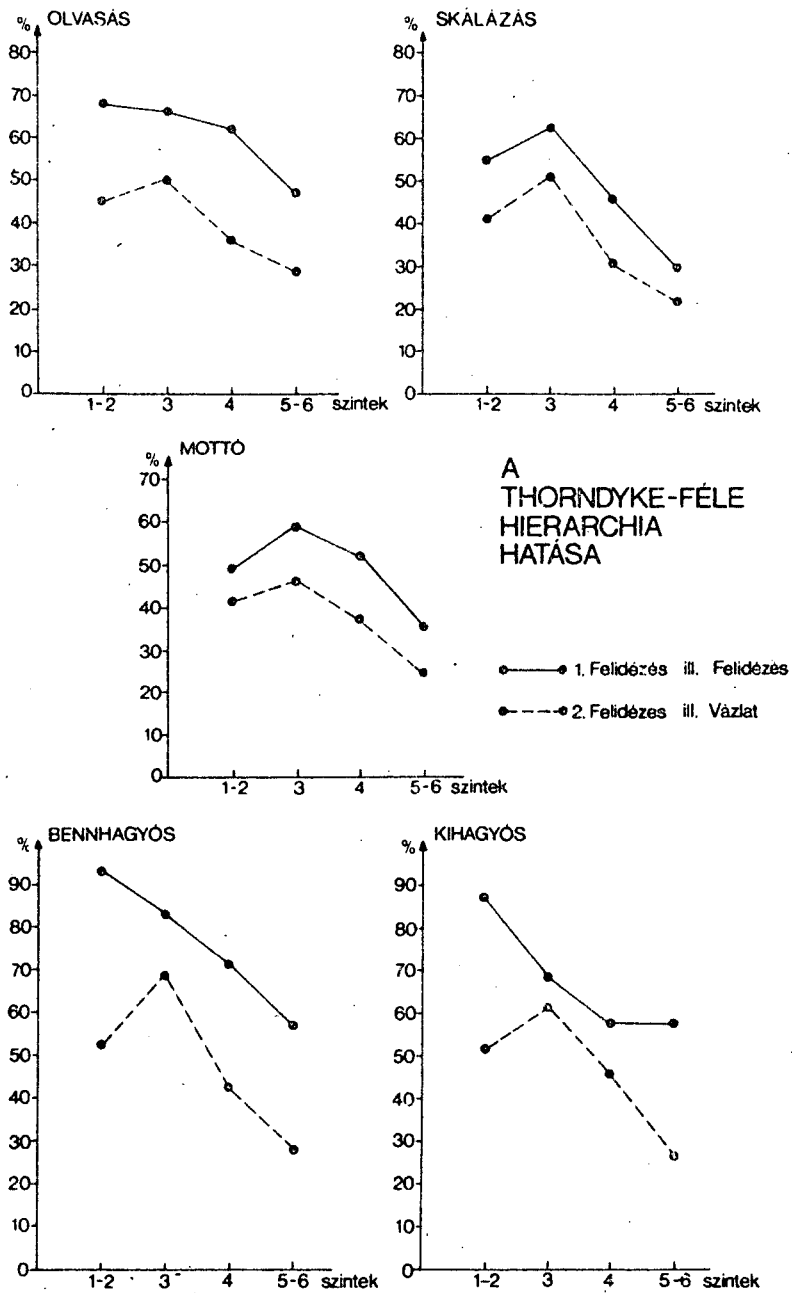 % OLVASÁS
80
70
60
50
40
30
20
10
0
1-2 3 4 5-6 szintek
% SKÁLÁZÁS
80
70
60
50
40
30
20
10
0
1-2 3 4 5-6 szintek
% MOTTÓ
70
60
50
40
30
20
10
0
1-2 3 4 5-6 szintek
A
THORNDYKE-FÉLE
HIERARCHIA
HATÁSA
1. Felidézés ill. Felidézés
2. Felidézes ill. Vázlat
% BENNHAGYÓS
90
80
70
60
50
40
30
20
10
0
1-2 3 4 5-6 szintek
% KIHAGYÓS
90
80
70
60
50
40
30
20
10
0
1-2 3 4 5-6 szintek